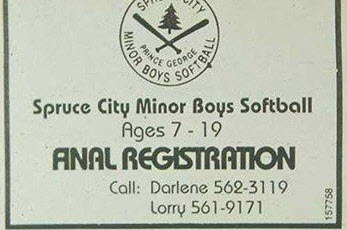 SPRUCE CITY
PRINCE GEORGE
MINOR BOYS SOFTBALL
Spruce City Minor Boys Softball
Ages 7 - 19
ANAL REGISTRATION
Call: Darlene 562-3119
Lorry 561-9171
157758